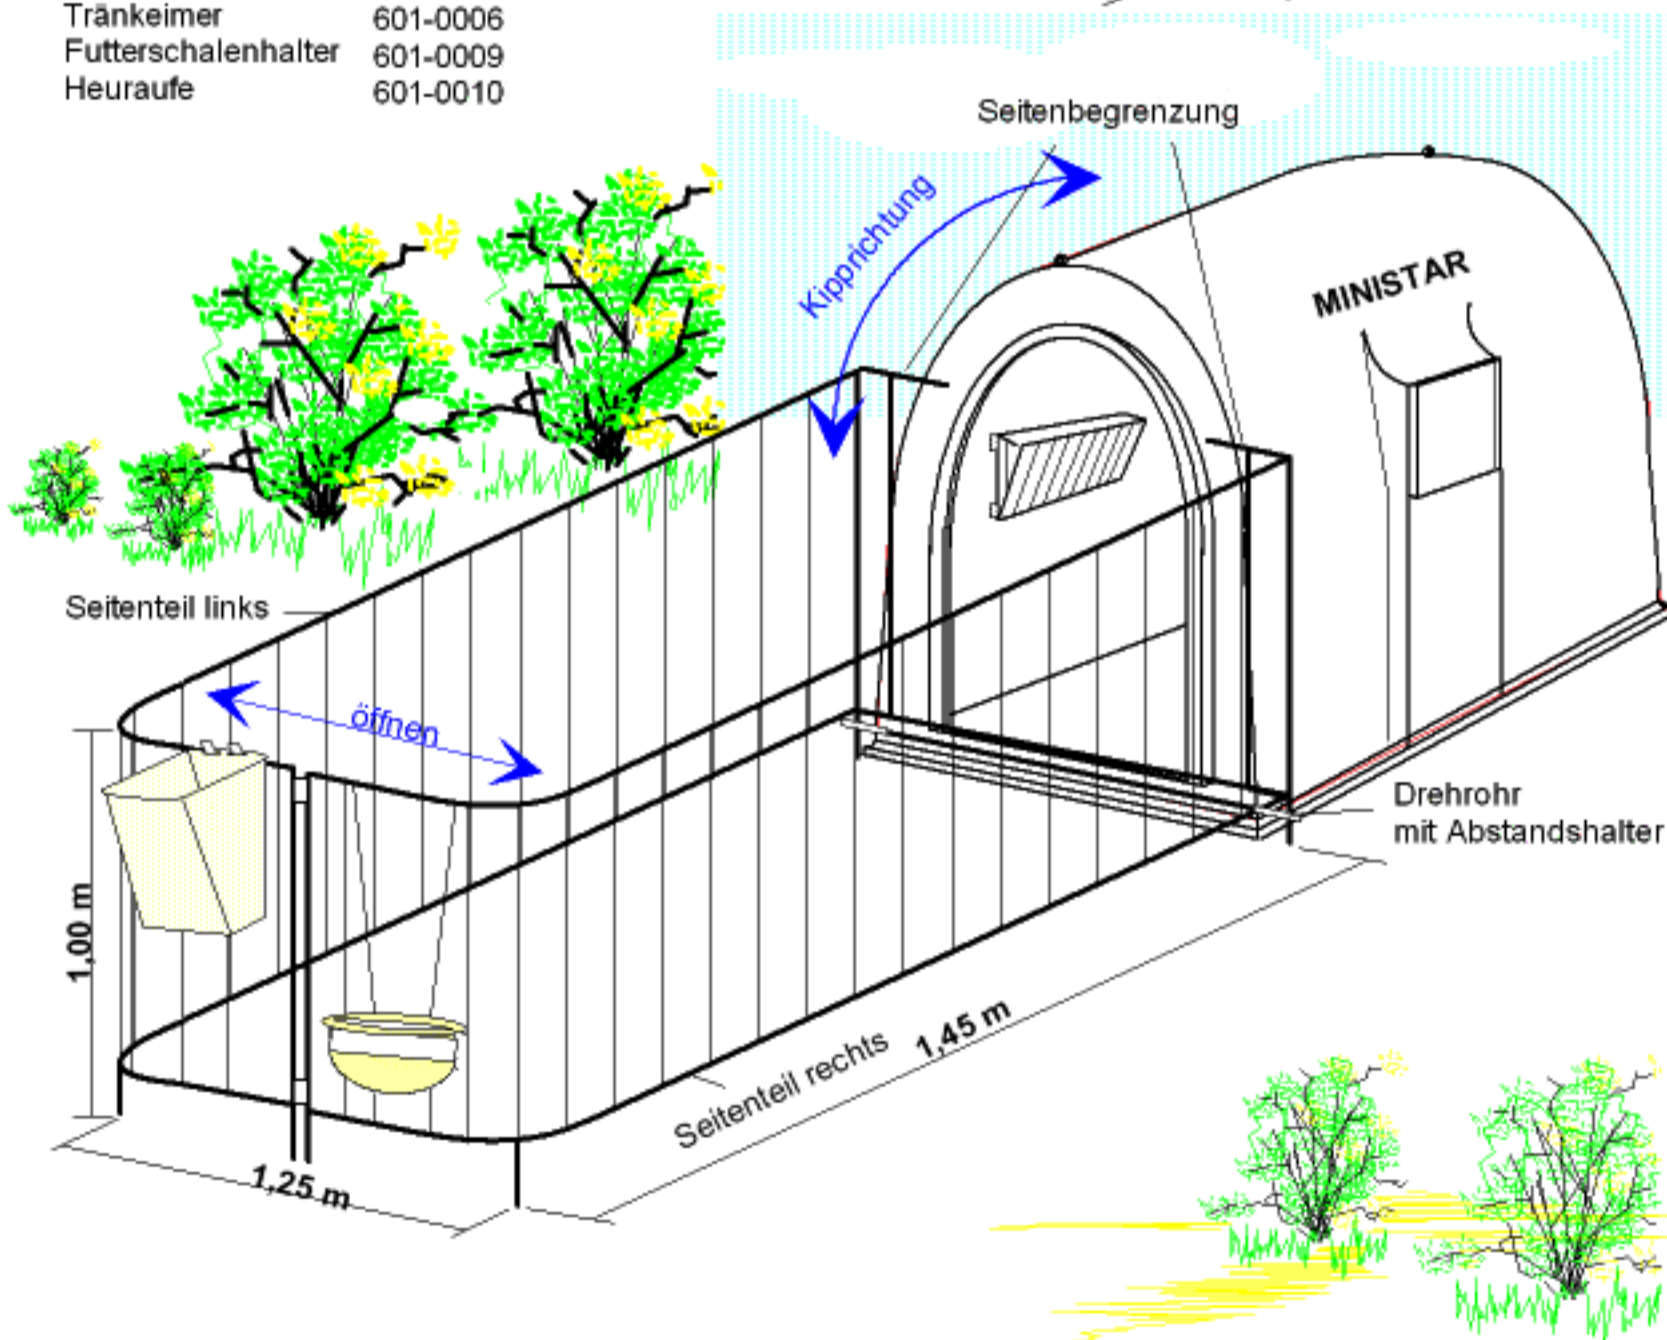 Tränkeimer 601-0006
Futterschalenhalter 601-0009
Heuraufe 601-0010
Seitenbegrenzung
Kipprichtung
MINISTAR
Seitenteil links
öffnen
Drehrohr
mit Abstandshalter
1,00 m
1,45 m
Seitenteil rechts
1,25 m